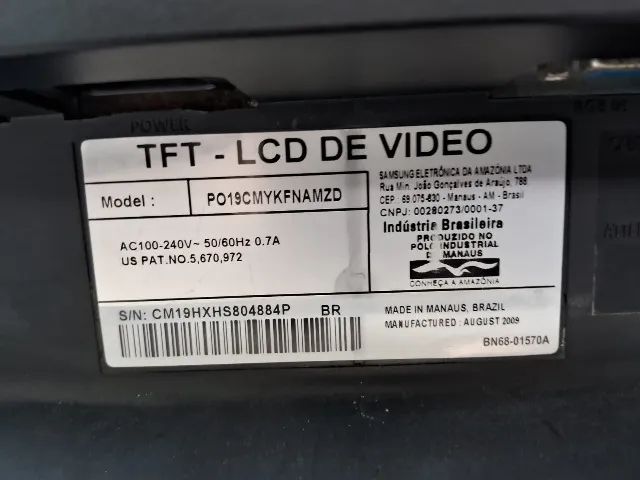 POWER
TFT - LCD DE VIDEO
Model : PO19CMYKFNAMZD
AC100-240V~ 50/60Hz 0.7A
US PAT.NO.5,670,972
S/N: CM19HXHS804884P BR
SAMSUNG ELETRÔNICA DA AMAZÔNIA LTDA
Rua Min. João Gonçalves de Araujo, 786
CEP : 69 075-830 - Manaus - AM - Brasil
CNPJ : 00280273/0001-37
Indústria Brasileira
PRODUZIDO NO
POLO INDUSTRIAL
DE MANAUS
CONHEÇA A AMAZÔNIA
MADE IN MANAUS, BRAZIL
MANUFACTURED : AUGUST 2009
BN68-01570A